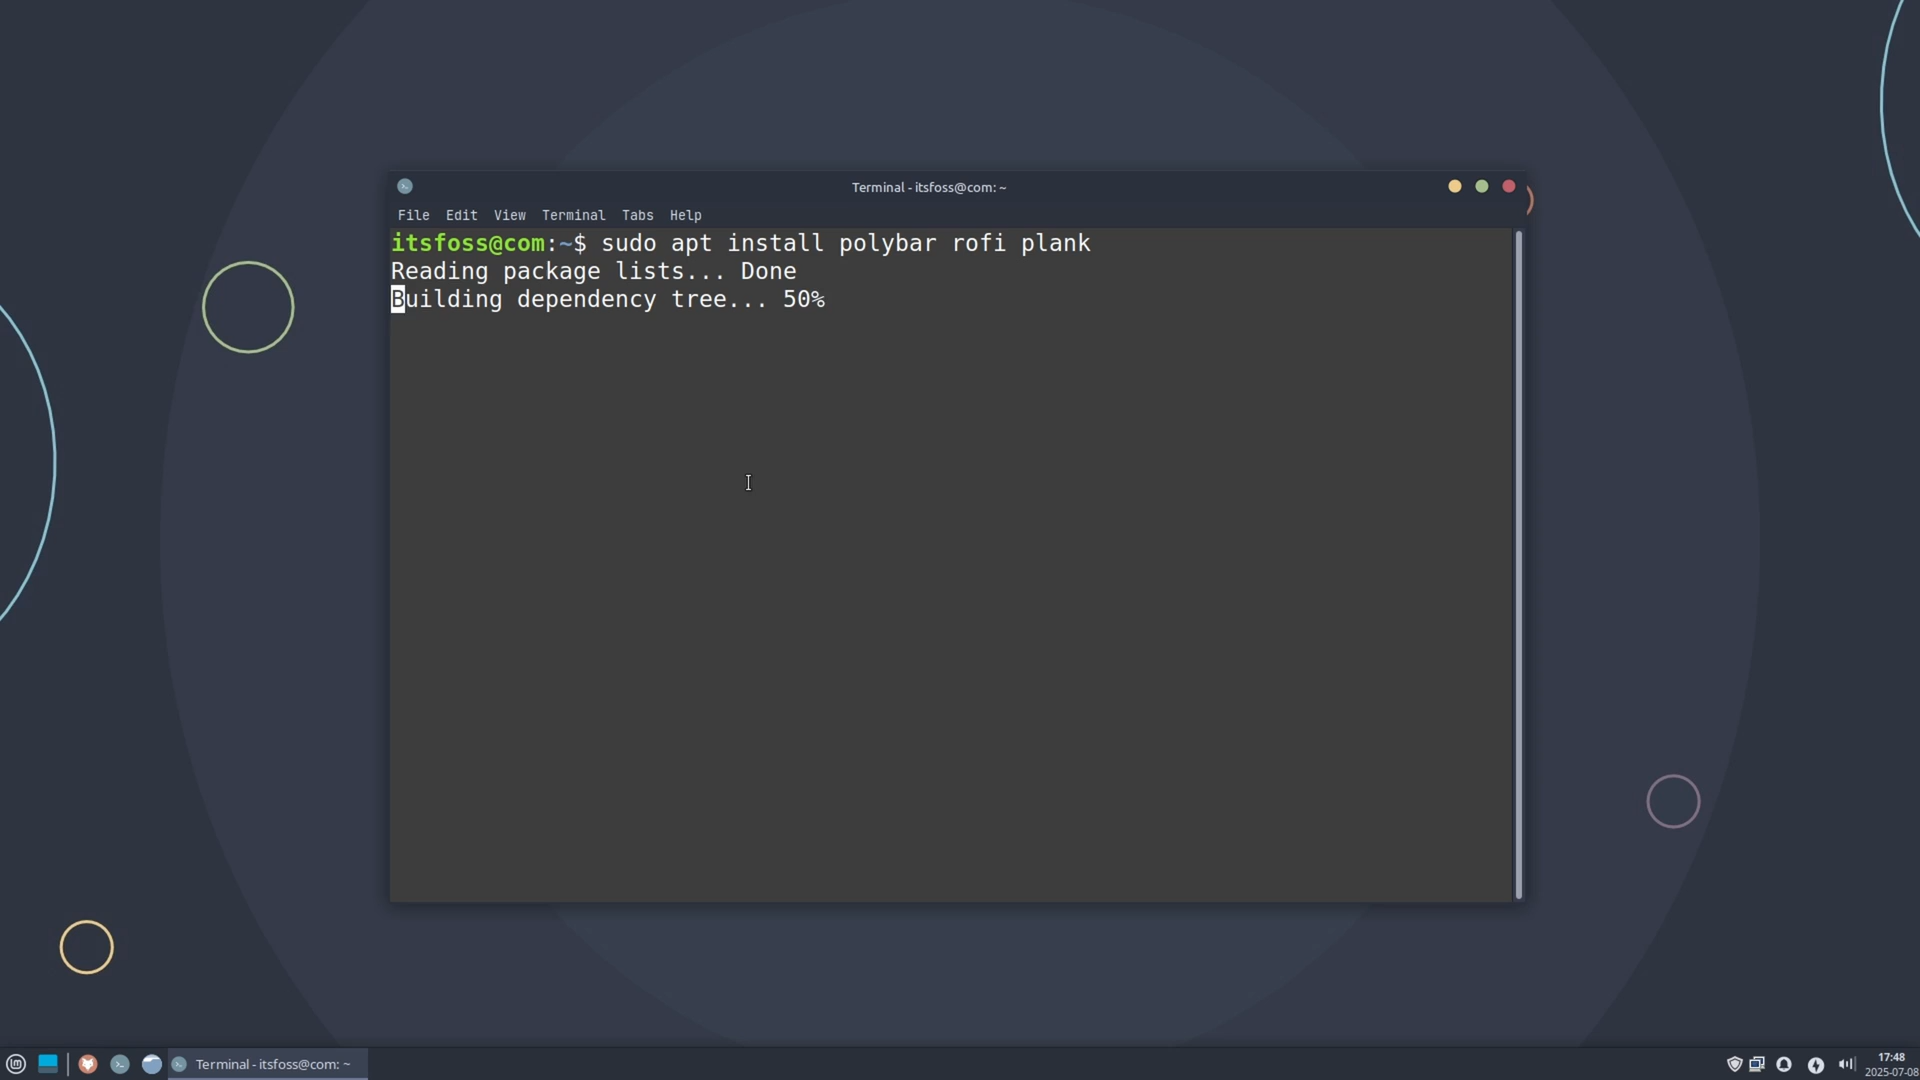 Terminal - itsfoss@com: ~
File Edit View Terminal Tabs Help
itsfoss@com:~$ sudo apt install polybar rofi plank
Reading package lists... Done
Building dependency tree... 50%
Terminal - itsfoss@com: ~
17:48
2025-07-08